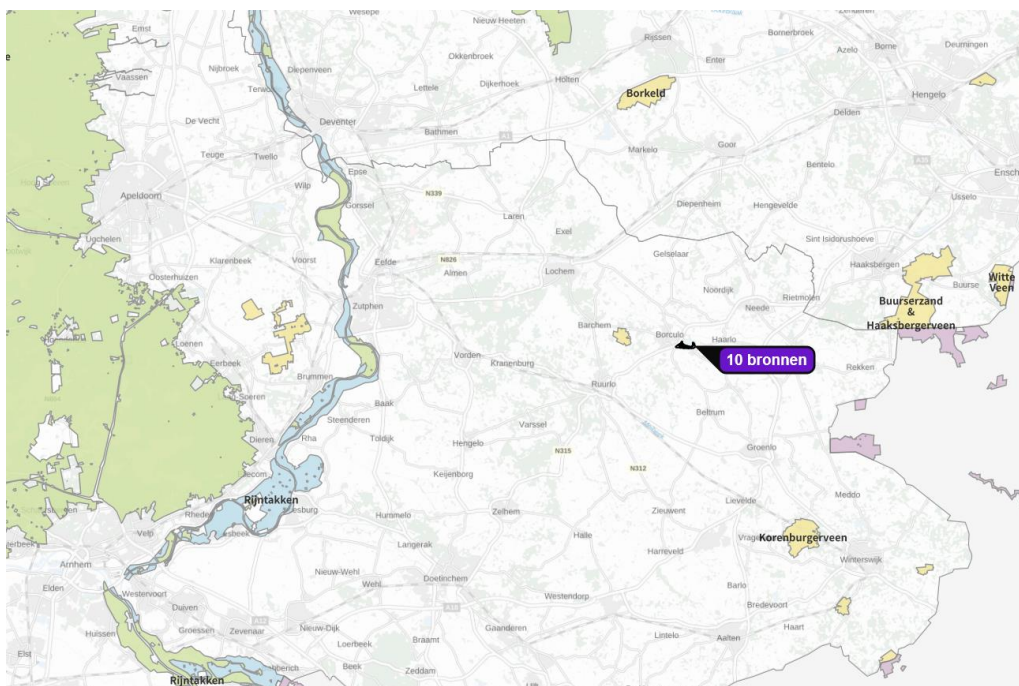 Emst
Wesepe
Nieuw Heeten
Rijssen
Bornerbroek
Azelo
Borne
Deurningen
Vaassen
Nijbroek
Diepenveen
Okkenbroek
Enter
Terwo
Lettele
Dijkerhoek
Holten
Borkeld
Hengelo
De Vecht
Deventer
Bathmen
A1
Delden
Teuge
Twello
Markelo
Goor
Bentelo
Epse
Ensch
Apeldoorn
Wilp
N339
Usselo
Gorssel
Laren
Diepenheim
Hengevelde
Exel
Ugchelen
Klarenbeek
Voorst
Eefde
N826
Almen
Lochem
Gelselaar
Sint Isidorushoeve
Haaksbergen
Oosterhuizen
Noordijk
Rietmolen
Buurse
Witte
Veen
Buurserzand
&
Haaksbergerveen
Zutphen
Neede
Barchem
Borculo
Haarlo
Loenen
Eerbeek
Vorden
Kranenburg
10 bronnen
Rekken
Brummen
Ruurlo
Soeren
Baak
Beltrum
Steenderen
Varssel
Dieren
Rha
Toldijk
Hengelo
N315
Groenlo
Keijenborg
N312
Rijntakken
Meddo
Rhede
Hummelo
Zelhem
Zieuwent
Lievelde
Velp
Halle
Korenburgerveen
Arnhem
Langerak
Harreveld
Winterswijk
Elden
Westervoort
Nieuw-Wehl
Wehl
Doetinchem
Barlo
Duiven
Westendorp
Bredevoort
Huissen
Groessen
Zevenaar
Nieuw-Dijk
Gaanderen
Lintelo
Haart
Elst
Loerbeek
Braamt
Aalten
Beek
Zeddam
Rijntakken